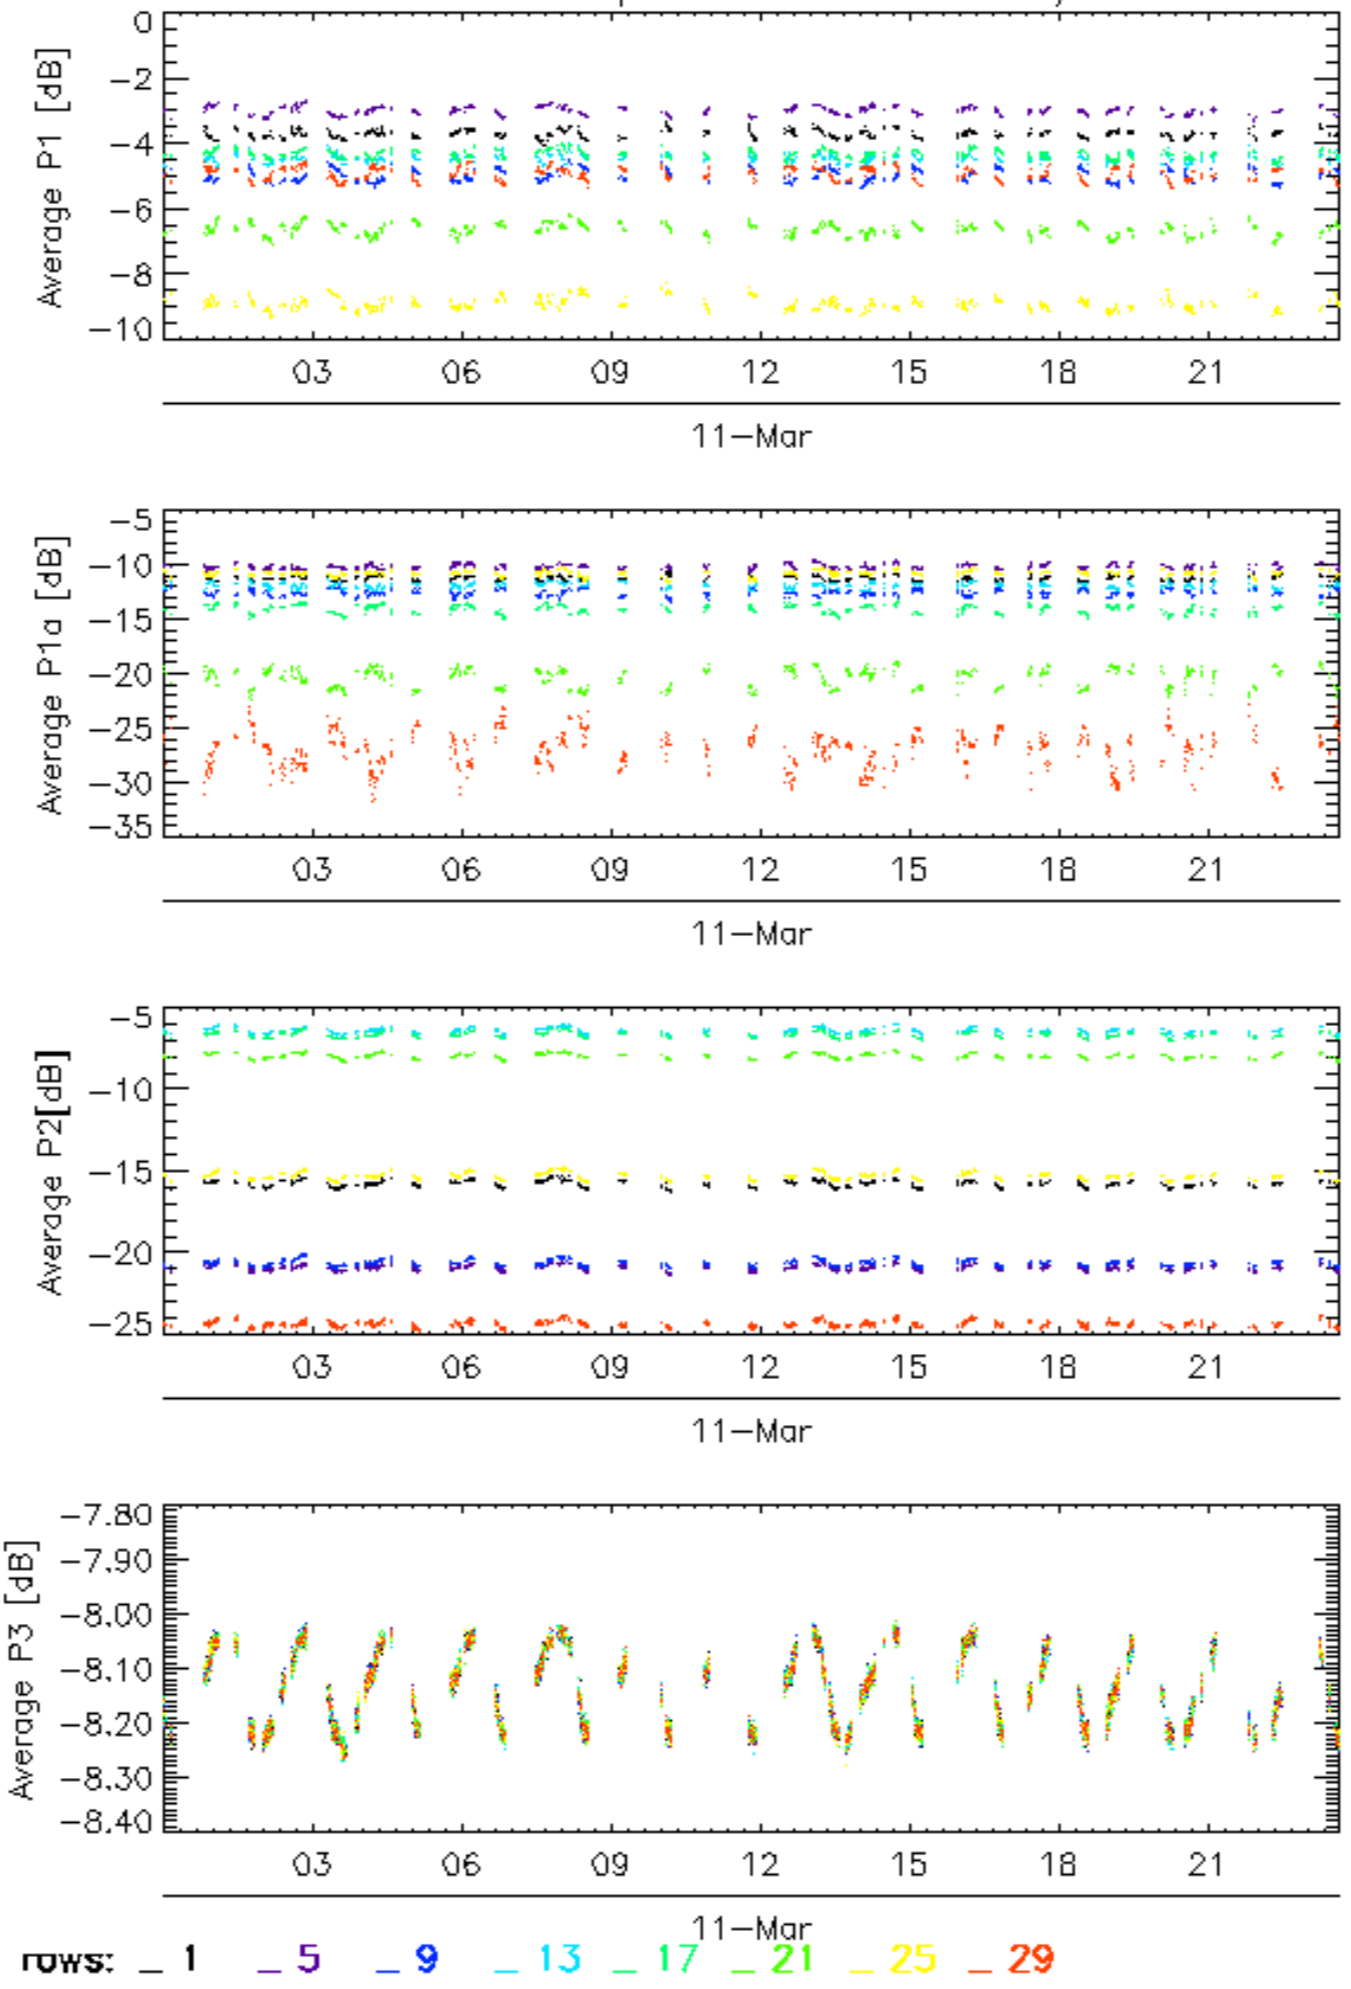 Average P1 [dB]
0
−2
−4
−6
−8
−10
03 06 09 12 15 18 21
11−Mar
Average P1a [dB]
−5
−10
−15
−20
−25
−30
−35
03 06 09 12 15 18 21
11−Mar
Average P2[dB]
−5
−10
−15
−20
−25
03 06 09 12 15 18 21
11−Mar
Average P3 [dB]
−7.80
−7.90
−8.00
−8.10
−8.20
−8.30
−8.40
03 06 09 12 15 18 21
11−Mar
rows: _ 1 _ 5 _ 9 _ 13 _ 17 _ 21 _ 25 _ 29